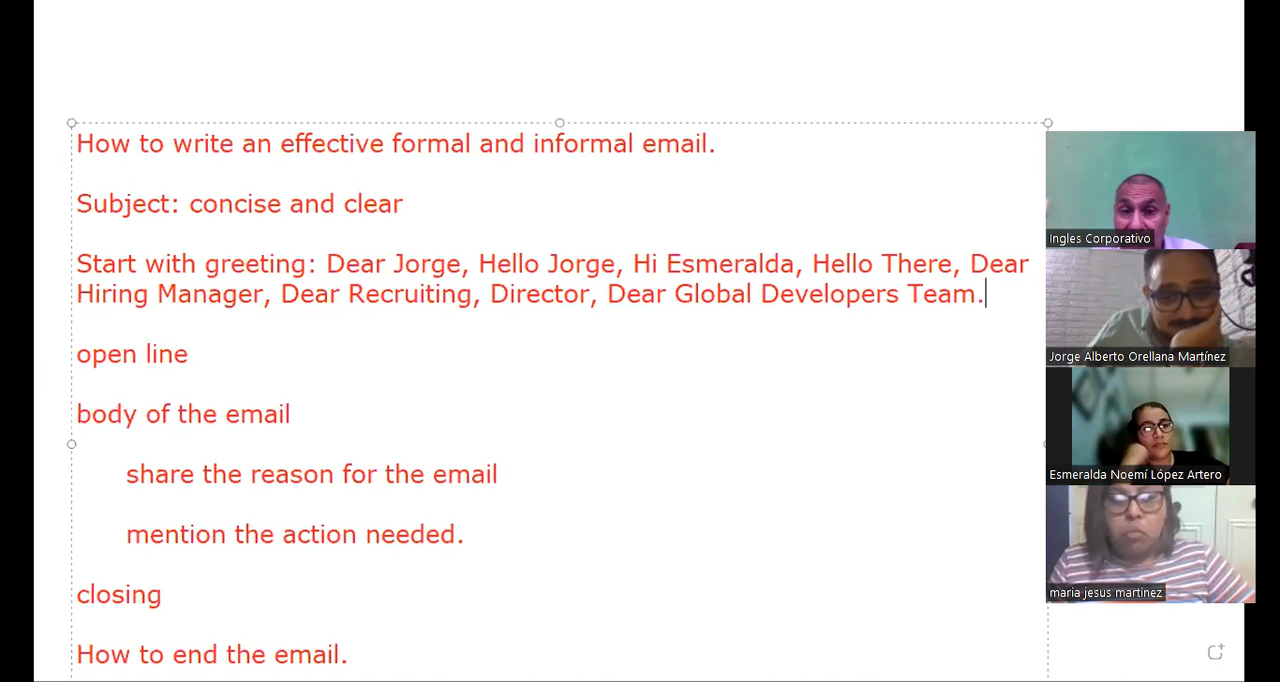 How to write an effective formal and informal email.
Subject: concise and clear
Start with greeting: Dear Jorge, Hello Jorge, Hi Esmeralda, Hello There, Dear
Hiring Manager, Dear Recruiting, Director, Dear Global Developers Team.
open line
body of the email
share the reason for the email
mention the action needed.
closing
How to end the email.
Ingles Corporativo
Jorge Alberto Orellana Martínez
Esmeralda Noemí López Artero
maria jesus martinez